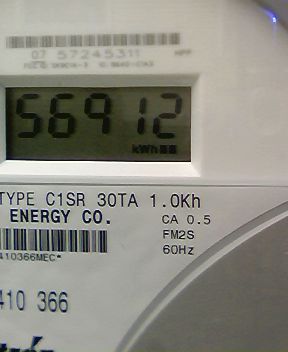 07 57245311
56912
kWh
TYPE C1SR 30TA 1.0Kh
ENERGY CO. CA 0.5
FM2S
60Hz
410366MEC*
410 366